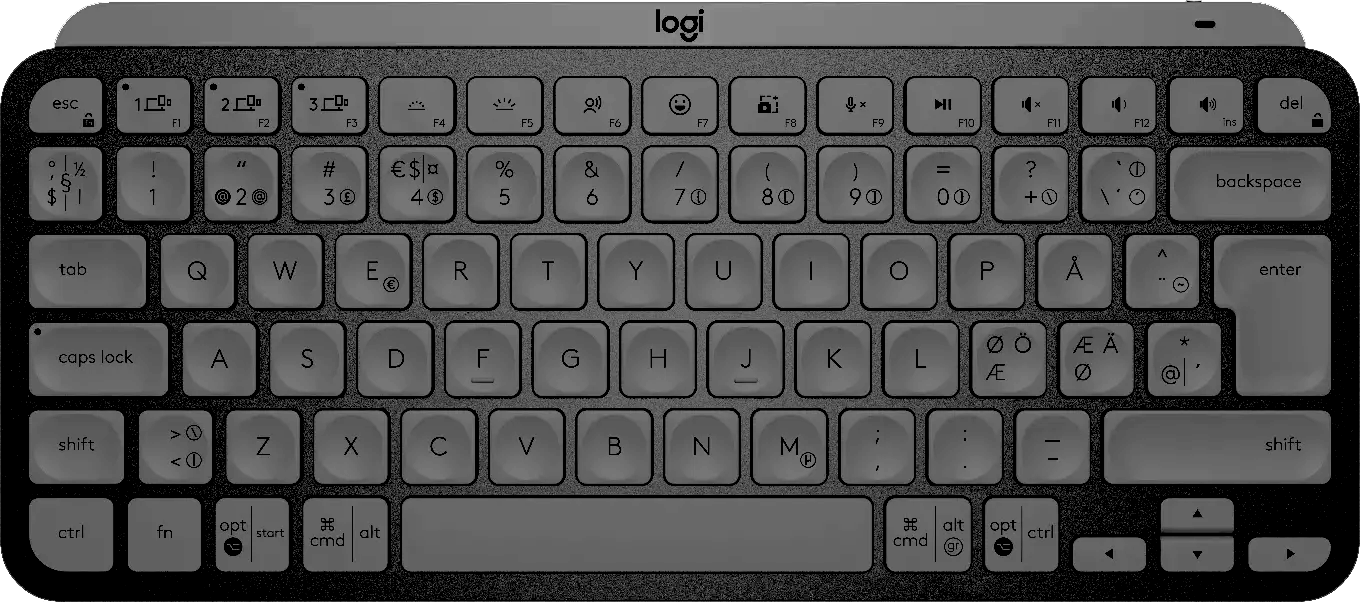 logi
esc 1 F1 2 F2 3 F3 F4 F5 F6 F7 F8 F9 F10 F11 F12 ins del
° ½ § $ | ! 1 “ @ 2 @ # 3 £ € $ ¤ 4 $ % 5 & 6 / 7 { ( 8 [ ) 9 ] = 0 } ? + \ ` | \ ´ backspace
tab Q W E € R T Y U I O P Å ^ ¨ ~ enter
caps lock A S D F G H J K L Ø Ö Æ Æ Ä Ø * @ '
shift > \ < | Z X C V B N M µ ; , : . _ - shift
ctrl fn opt start ⌘ cmd alt ⌘ cmd alt gr opt ctrl